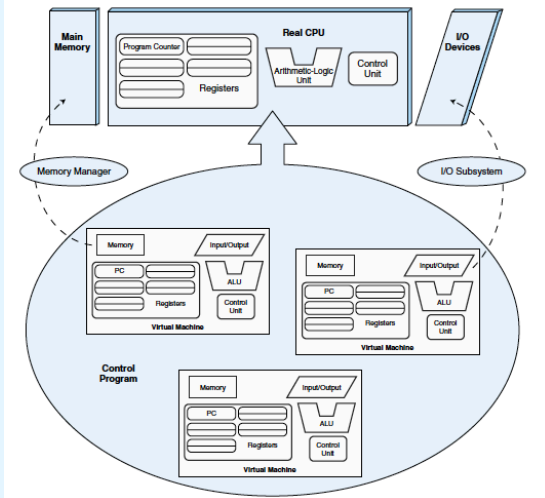 Main
Memory
Real CPU
I/O
Devices
Program Counter
Registers
Arithmetic-Logic
Unit
Control
Unit
Memory Manager
I/O Subsystem
Memory
Input/Output
PC
ALU
Registers
Control
Unit
Virtual Machine
Memory
Input/Output
PC
ALU
Registers
Control
Unit
Virtual Machine
Control
Program
Memory
Input/Output
PC
ALU
Registers
Control
Unit
Virtual Machine